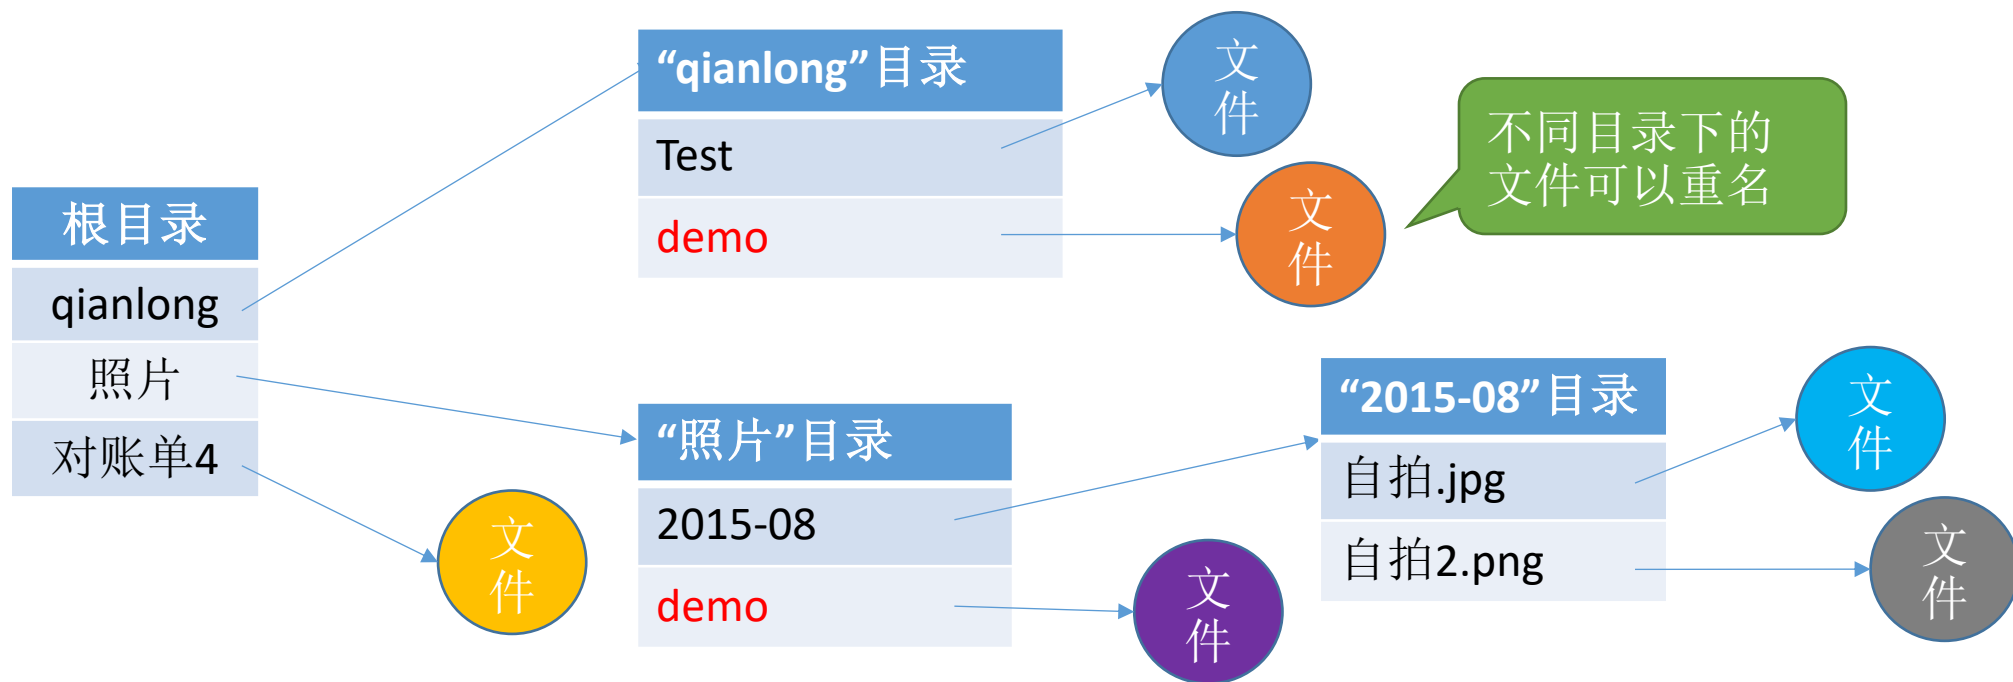 根目录
qianlong
照片
对账单4
文
件
“qianlong”目录
Test
demo
文
件
文
件
不同目录下的
文件可以重名
“照片”目录
2015-08
demo
文
件
“2015-08”目录
自拍.jpg
自拍2.png
文
件
文
件